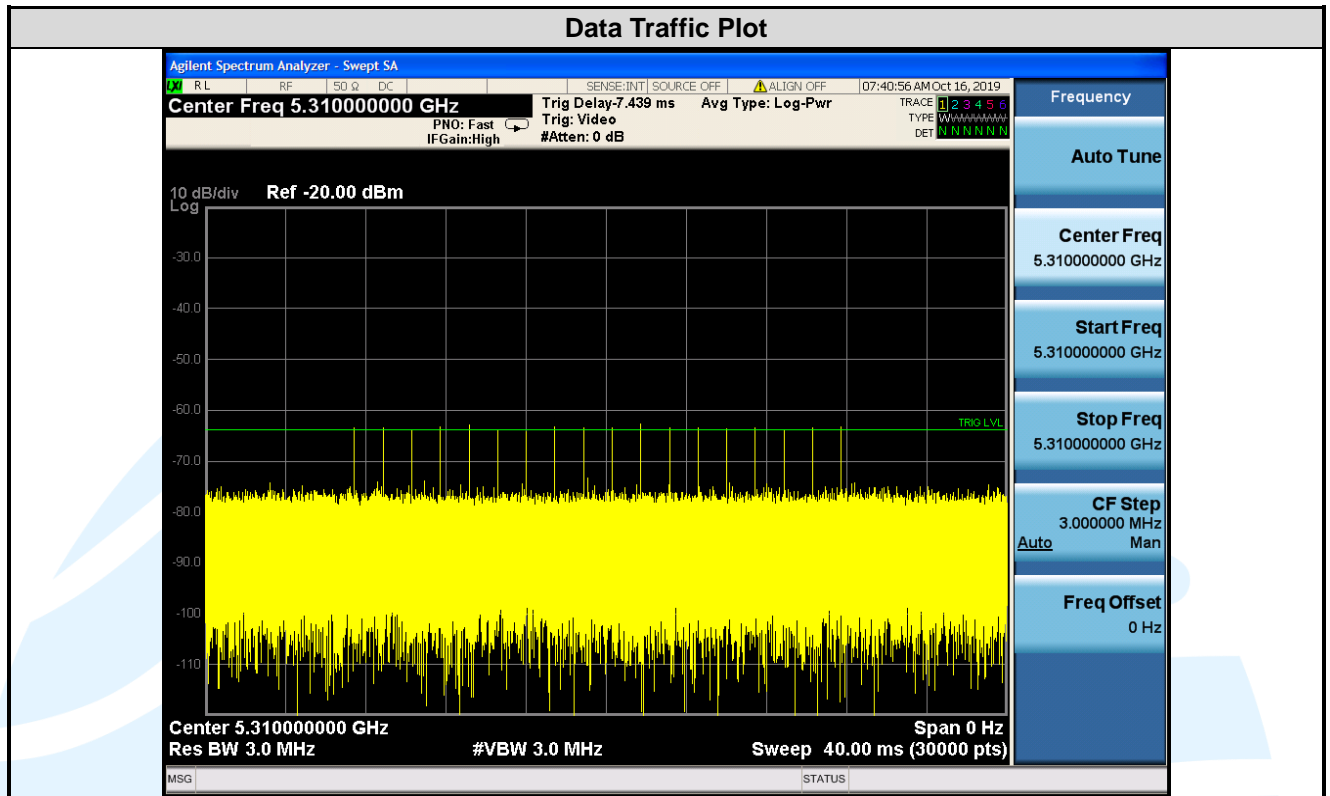 Data Traffic Plot
Agilent Spectrum Analyzer - Swept SA
LXI RL RF 50 Ω DC SENSE:INT SOURCE OFF ALIGN OFF 07:40:56 AM Oct 16, 2019
Center Freq 5.310000000 GHz
PNO: Fast
IFGain:High
Trig Delay-7.439 ms
Trig: Video
#Atten: 0 dB
Avg Type: Log-Pwr
TRACE 1 2 3 4 5 6
TYPE
DET N N N N N N
10 dB/div
Log
Ref -20.00 dBm
-30.0
-40.0
-50.0
-60.0
TRIG LVL
-70.0
-80.0
-90.0
-100
-110
Center 5.310000000 GHz
Span 0 Hz
Res BW 3.0 MHz
#VBW 3.0 MHz
Sweep 40.00 ms (30000 pts)
MSG
STATUS
Frequency
Auto Tune
Center Freq
5.310000000 GHz
Start Freq
5.310000000 GHz
Stop Freq
5.310000000 GHz
CF Step
3.000000 MHz
Auto Man
Freq Offset
0 Hz